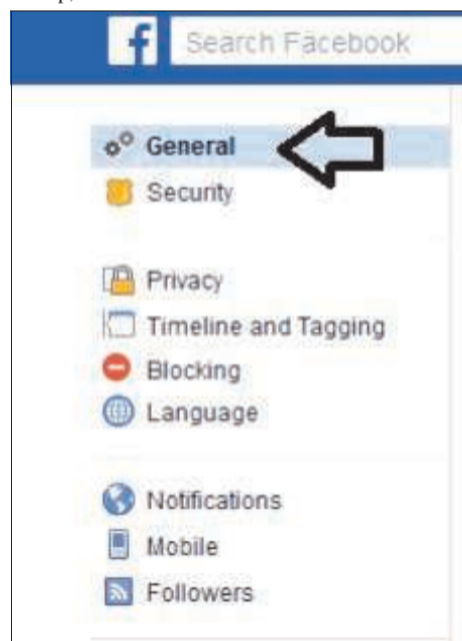 f Search Facebook
General
Security
Privacy
Timeline and Tagging
Blocking
Language
Notifications
Mobile
Followers